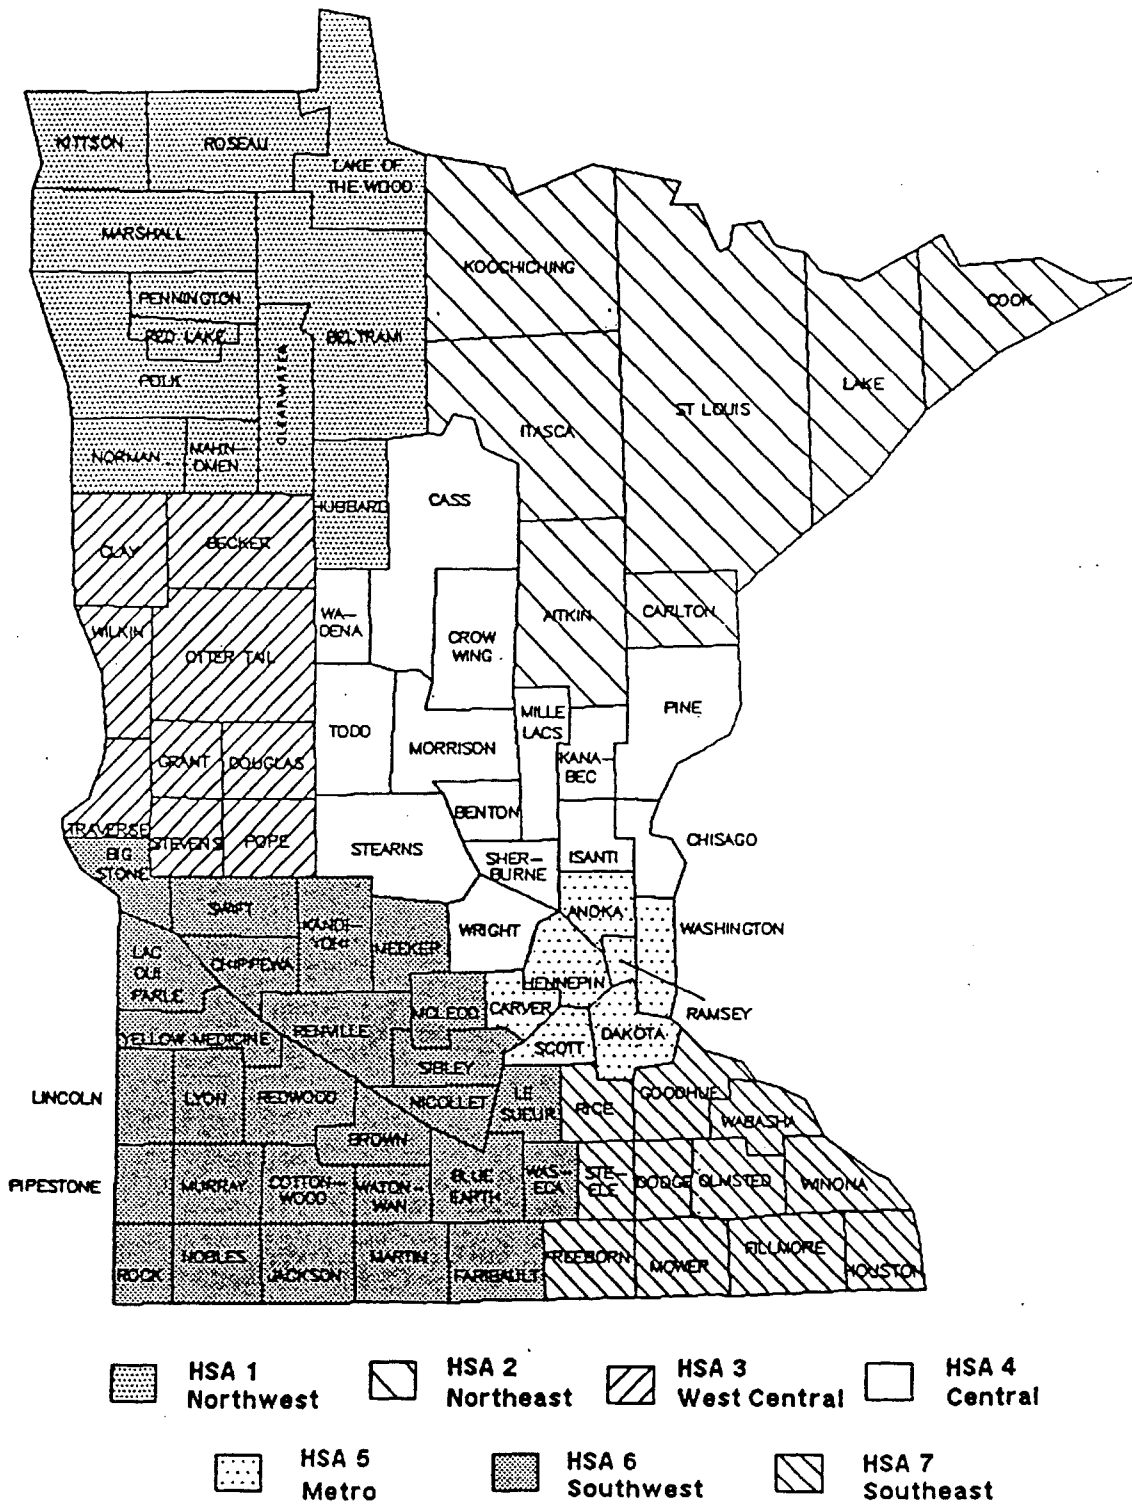 KITTSON
ROSEAU
LAKE OF
THE WOOD
MARSHALL
KOOCHICHING
PENNINGTON
COOK
RED LAKE
BELTRAMI
POLK
CLEARWATER
LAKE
ST LOUIS
ITASCA
NORMAN
MAHN-
OMEN
HUBBARD
CASS
CLAY
BECKER
WA-
DENA
AITKIN
CARLTON
WILKIN
CROW
WING
OTTER TAIL
PINE
MILLE
LACS
TODD
MORRISON
GRANT
DOUGLAS
KANA-
BEC
BENTON
TRAVERSE
STEVENS
POPE
STEARNS
CHISAGO
BIG
STONE
SHER-
BURNE
ISANTI
SWIFT
KANDI-
YOHI
ANOKA
WRIGHT
WASHINGTON
MEEKER
LAC
QUI
PARLE
CHIPPEWA
HENNEPIN
CARVER
RAMSEY
MCLEOD
RENVILLE
YELLOW MEDICINE
DAKOTA
SCOTT
SIBLEY
LINCOLN
LYON
REDWOOD
NICOLLET
LE
SUEUR
RICE
GOODHUE
WABASHA
BROWN
PIPESTONE
MURRAY
COTTON-
WOOD
WATON-
WAN
BLUE
EARTH
WAS-
ECA
STE-
ELE
DODGE
OLMSTED
WINONA
ROCK
NOBLES
JACKSON
MARTIN
FARIBAULT
FREEBORN
MOWER
FILLMORE
HOUSTON
HSA 1
Northwest
HSA 2
Northeast
HSA 3
West Central
HSA 4
Central
HSA 5
Metro
HSA 6
Southwest
HSA 7
Southeast